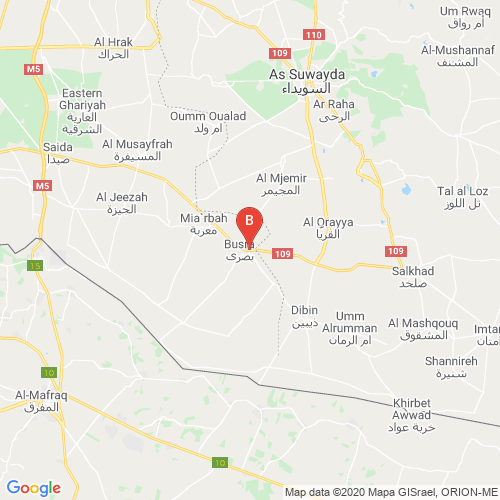 Um Rwaq
ام رواق
110
Al Hrak
الحراك
109
Al-Mushannaf
المشنف
M5
As Suwayda
السويداء
Eastern
Ghariyah
الغارية
الشرقية
Ar Raha
الرحى
Oumm Oualad
ام ولد
Saida
صيدا
Al Musayfrah
المسيفرة
Al Mjemir
المجيمر
M5
Al Jeezah
الجيزة
Tal al Loz
تل اللوز
Mia`rbah
معربة
B
Al Qrayya
القريا
Busra
بصرى
109
109
15
Salkhad
صلخد
Dibin
ديبين
Umm
Alrumman
ام الرمان
Al Mashqouq
المشقوق
Imtan
امتان
Shannireh
شنيرة
10
Al-Mafraq
المفرق
Khirbet
Awwad
خربة عواد
10
Google
Map data ©2020 Mapa GISrael, ORION-ME